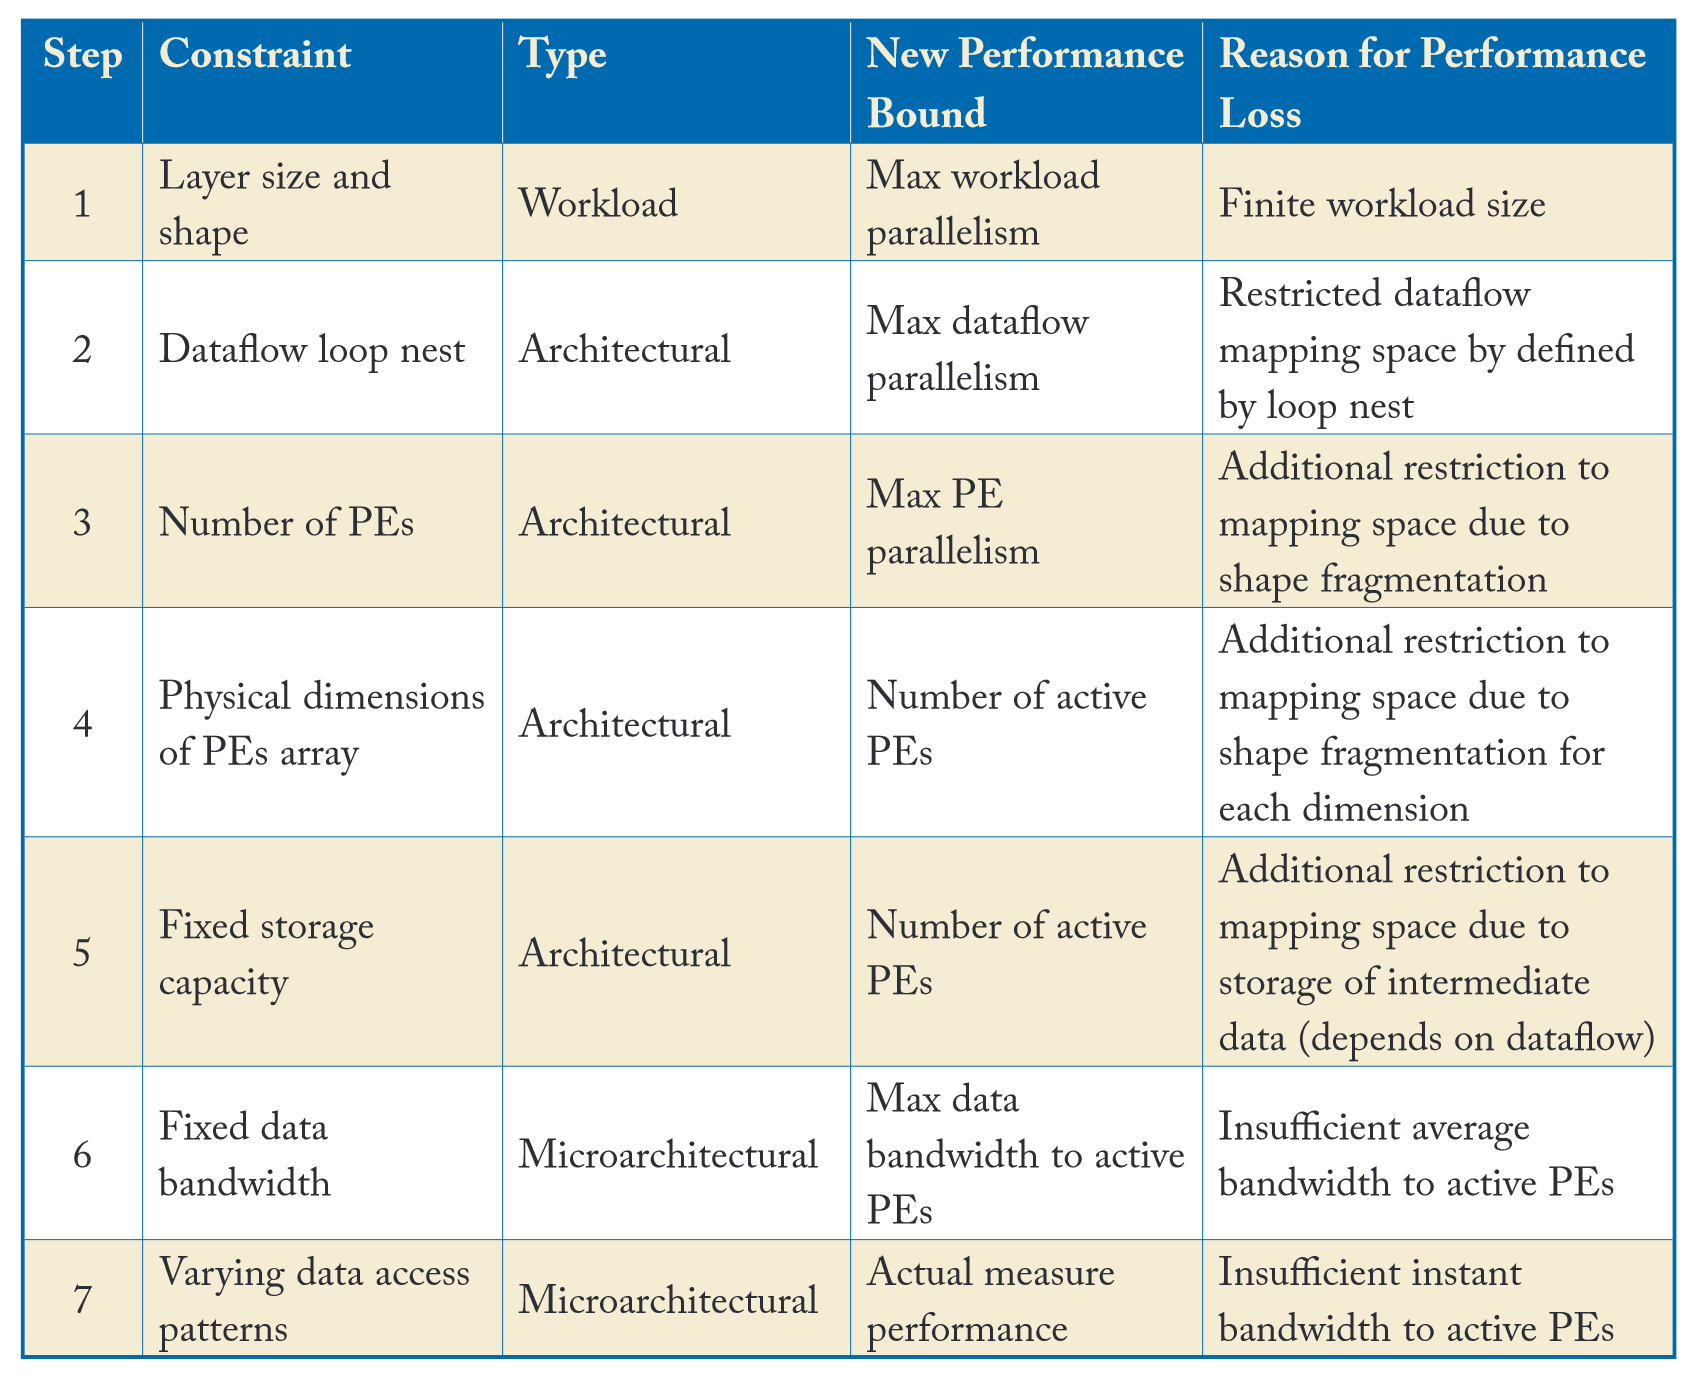 Step Constraint Type New Performance Bound Reason for Performance Loss
1 Layer size and shape Workload Max workload parallelism Finite workload size
2 Dataflow loop nest Architectural Max dataflow parallelism Restricted dataflow mapping space by defined by loop nest
3 Number of PEs Architectural Max PE parallelism Additional restriction to mapping space due to shape fragmentation
4 Physical dimensions of PEs array Architectural Number of active PEs Additional restriction to mapping space due to shape fragmentation for each dimension
5 Fixed storage capacity Architectural Number of active PEs Additional restriction to mapping space due to storage of intermediate data (depends on dataflow)
6 Fixed data bandwidth Microarchitectural Max data bandwidth to active PEs Insufficient average bandwidth to active PEs
7 Varying data access patterns Microarchitectural Actual measure performance Insufficient instant bandwidth to active PEs